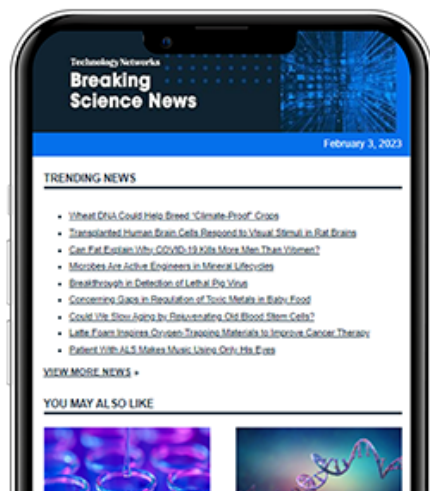 Technology Networks
Breaking
Science News
February 3, 2023
TRENDING NEWS
Wheat DNA Could Help Breed "Climate-Proof" Crops
Transplanted Human Brain Cells Respond to Visual Stimuli in Rat Brains
Can Fat Explain Why COVID-19 Kills More Men Than Women?
Microbes Are Active Engineers in Mineral Lifecycles
Breakthrough in Detection of Lethal Pig Virus
Concerning Gaps in Regulation of Toxic Metals in Baby Food
Could We Slow Aging by Rejuvenating Old Blood Stem Cells?
Latte Foam Inspires Oxygen-Trapping Materials to Improve Cancer Therapy
Patient With ALS Makes Music Using Only His Eyes
VIEW MORE NEWS »
YOU MAY ALSO LIKE